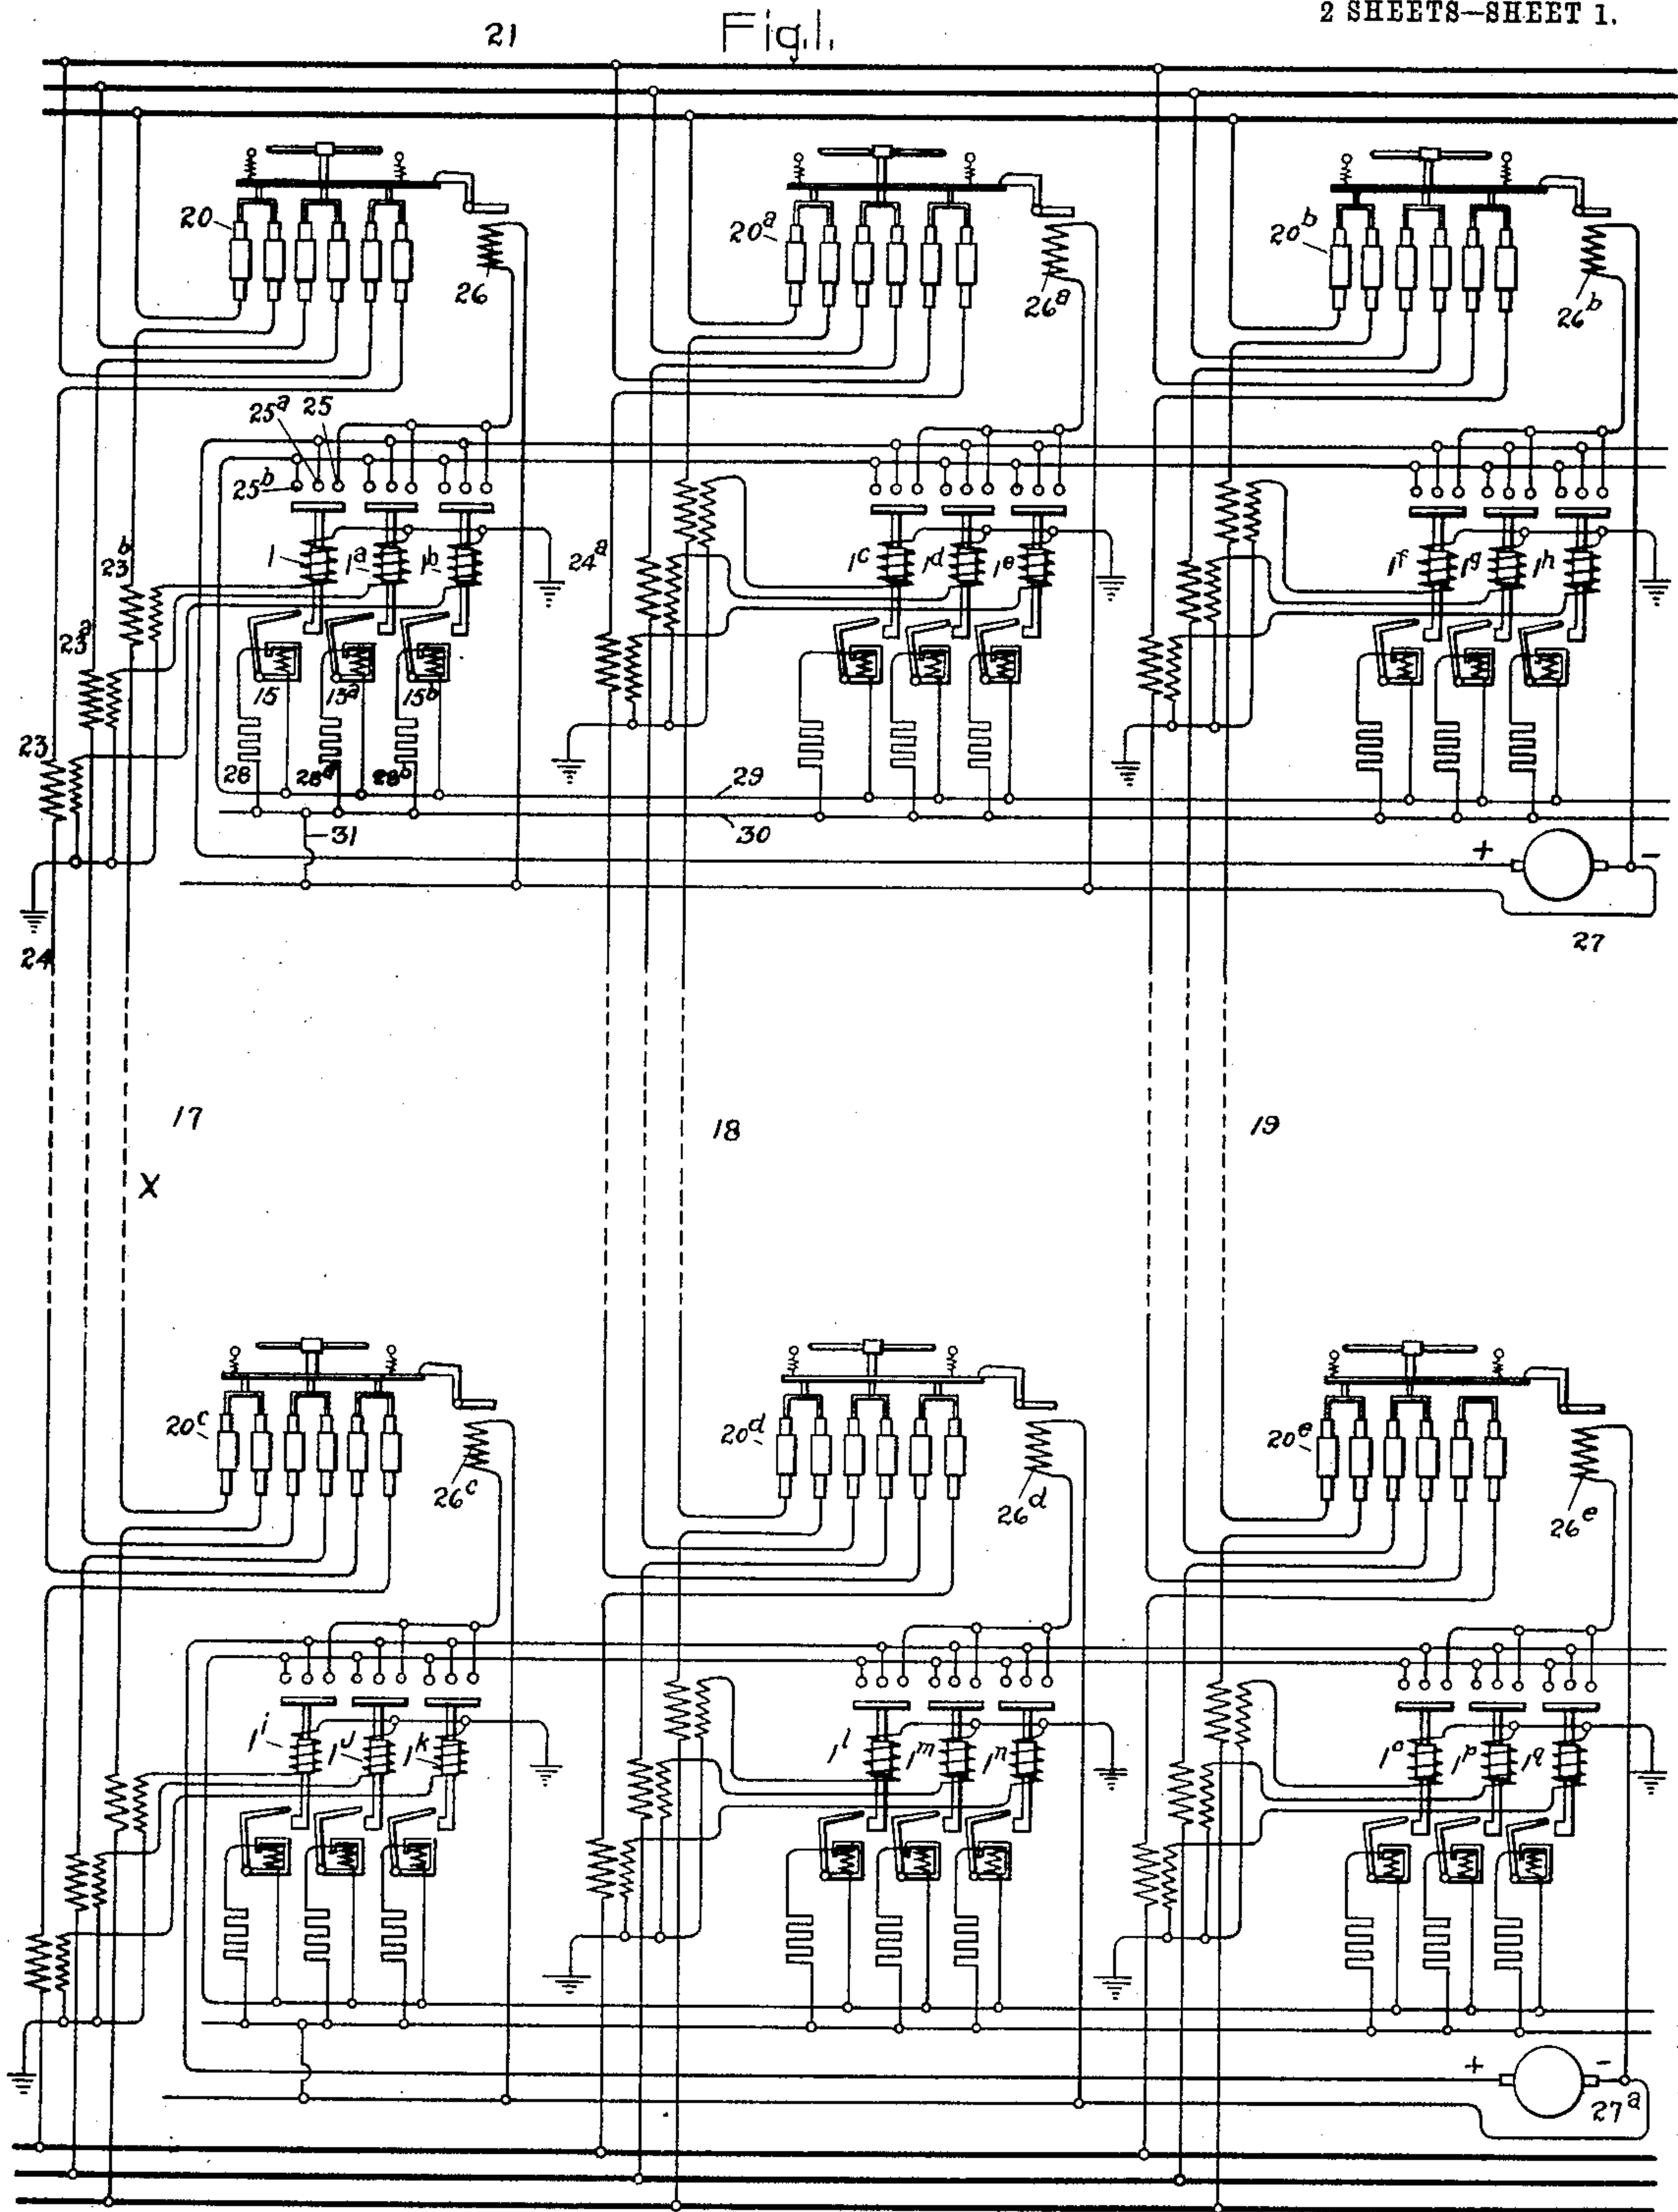 2 SHEETS—SHEET 1.
Fig.1.
21
20
26
20a
26a
20b
26b
25a 25
25b
1 1a 1b
23b
24a
1c 1d 1e
1f 1g 1h
23a
15 15a 15b
23
28 28a 28b
29
31
30
+ -
24
27
17
18
19
X
20c
26c
20d
26d
20e
26e
1i 1j 1k
1l 1m 1n
1o 1p 1q
+ -
27a